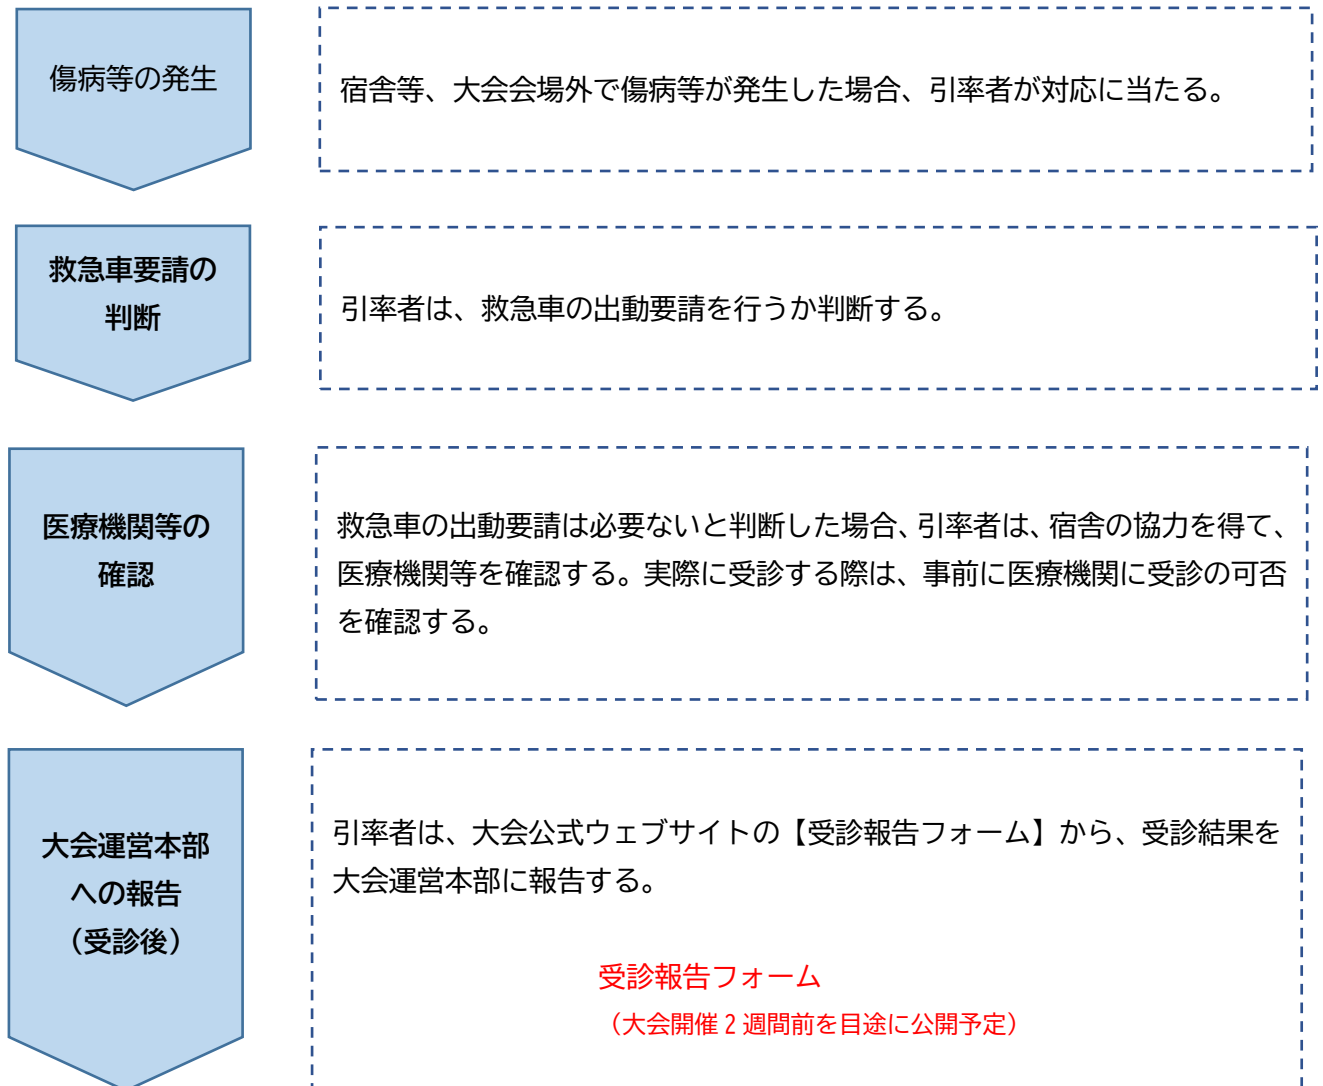 傷病等の発生
宿舎等、大会会場外で傷病等が発生した場合、引率者が対応に当たる。
救急車要請の
判断
引率者は、救急車の出動要請を行うか判断する。
医療機関等の
確認
救急車の出動要請は必要ないと判断した場合、引率者は、宿舎の協力を得て、
医療機関等を確認する。実際に受診する際は、事前に医療機関に受診の可否
を確認する。
大会運営本部
への報告
（受診後）
引率者は、大会公式ウェブサイトの【受診報告フォーム】から、受診結果を
大会運営本部に報告する。
受診報告フォーム
（大会開催２週間前を目途に公開予定）